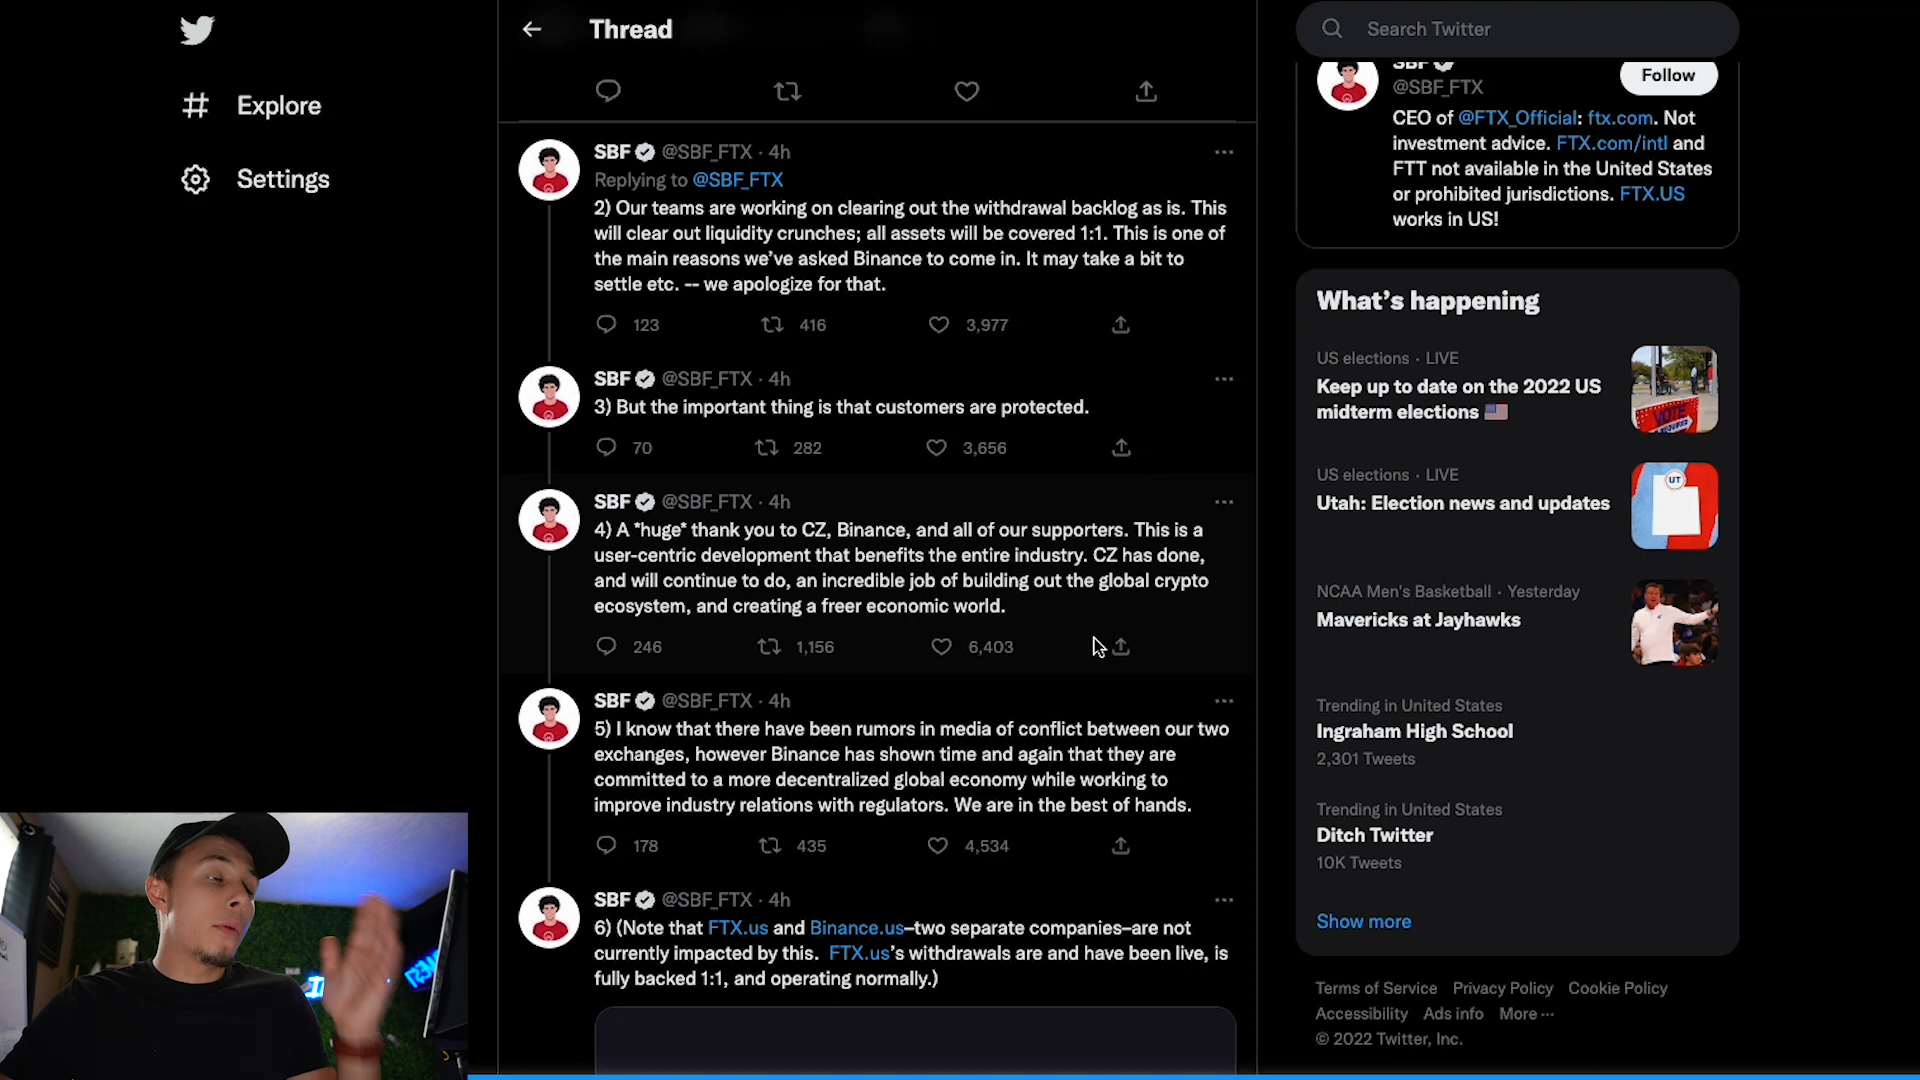 Explore
Settings
Thread
SBF @SBF_FTX · 4h
Replying to @SBF_FTX
2) Our teams are working on clearing out the withdrawal backlog as is. This
will clear out liquidity crunches; all assets will be covered 1:1. This is one of
the main reasons we’ve asked Binance to come in. It may take a bit to
settle etc. -- we apologize for that.
123 416 3,977
SBF @SBF_FTX · 4h
3) But the important thing is that customers are protected.
70 282 3,656
SBF @SBF_FTX · 4h
4) A *huge* thank you to CZ, Binance, and all of our supporters. This is a
user-centric development that benefits the entire industry. CZ has done,
and will continue to do, an incredible job of building out the global crypto
ecosystem, and creating a freer economic world.
246 1,156 6,403
SBF @SBF_FTX · 4h
5) I know that there have been rumors in media of conflict between our two
exchanges, however Binance has shown time and again that they are
committed to a more decentralized global economy while working to
improve industry relations with regulators. We are in the best of hands.
178 435 4,534
SBF @SBF_FTX · 4h
6) (Note that FTX.us and Binance.us–two separate companies–are not
currently impacted by this. FTX.us’s withdrawals are and have been live, is
fully backed 1:1, and operating normally.)
Search Twitter
SBF
@SBF_FTX
Follow
CEO of @FTX_Official: ftx.com. Not
investment advice. FTX.com/intl and
FTT not available in the United States
or prohibited jurisdictions. FTX.US
works in US!
What’s happening
US elections · LIVE
Keep up to date on the 2022 US
midterm elections
VOTE
US elections · LIVE
Utah: Election news and updates
UT
NCAA Men's Basketball · Yesterday
Mavericks at Jayhawks
Trending in United States
Ingraham High School
2,301 Tweets
Trending in United States
Ditch Twitter
10K Tweets
Show more
Terms of Service Privacy Policy Cookie Policy
Accessibility Ads info More ···
© 2022 Twitter, Inc.